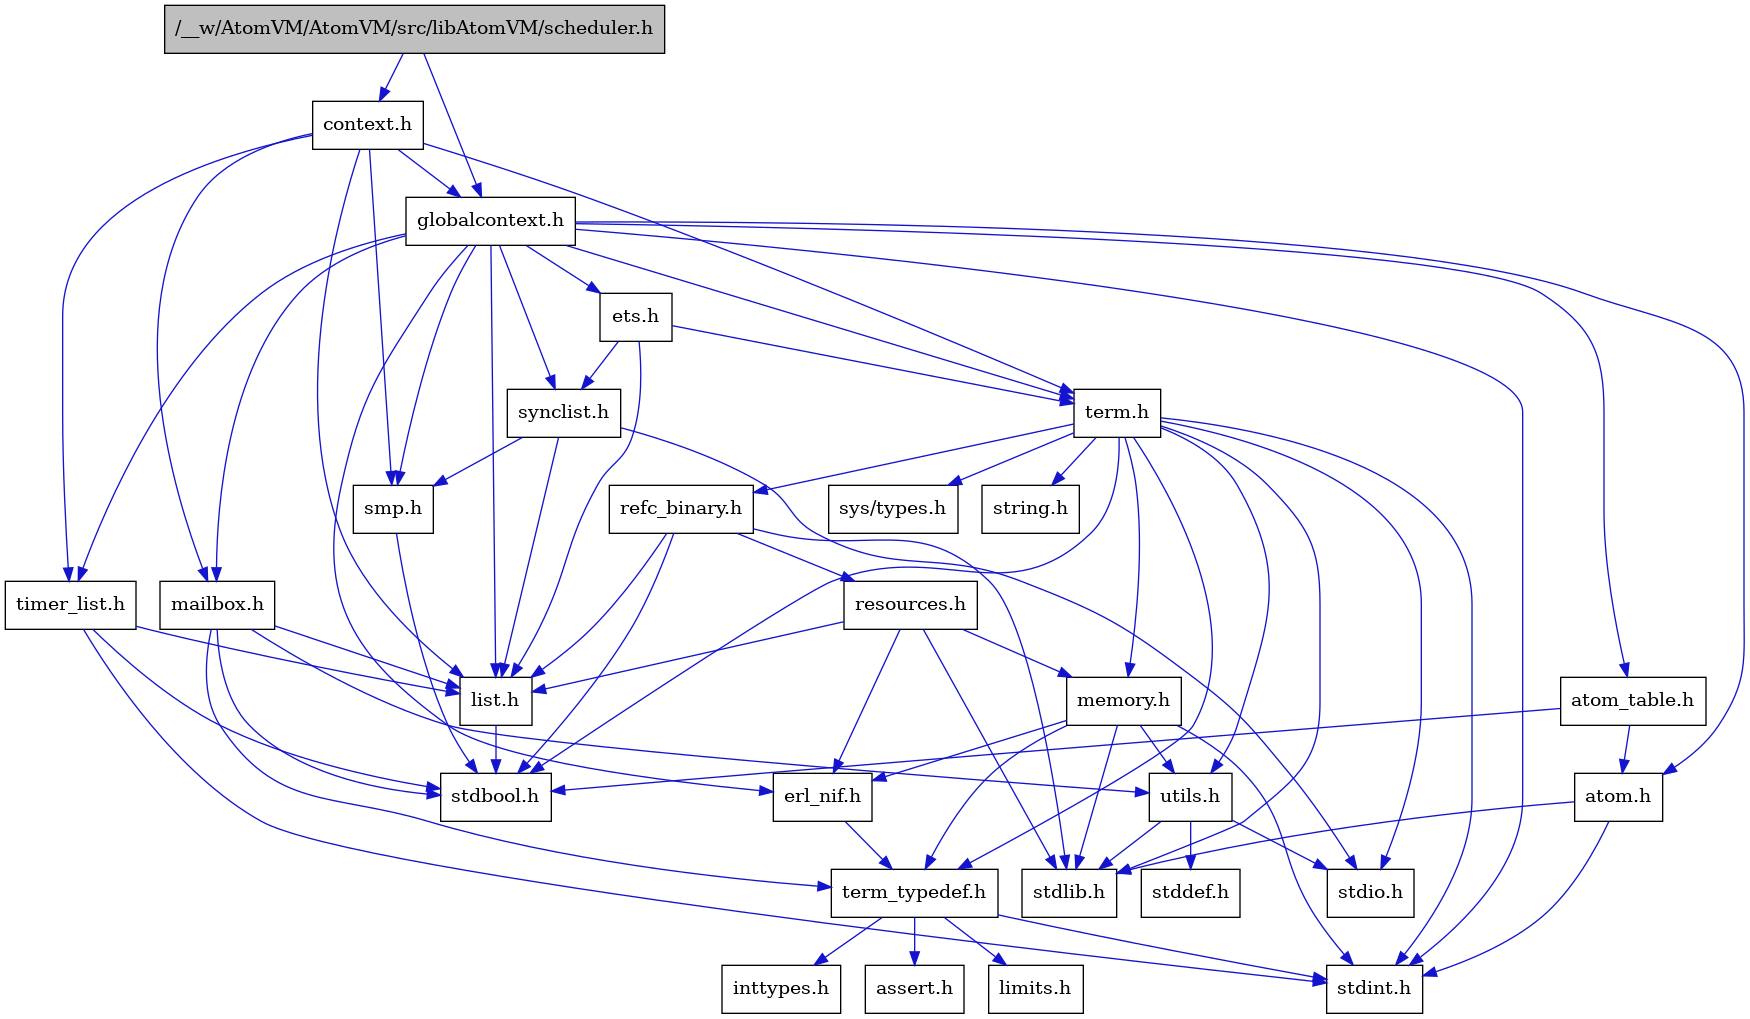 /__w/AtomVM/AtomVM/src/libAtomVM/scheduler.h
context.h
globalcontext.h
ets.h
synclist.h
term.h
smp.h
refc_binary.h
sys/types.h
string.h
timer_list.h
mailbox.h
resources.h
list.h
memory.h
atom_table.h
stdbool.h
erl_nif.h
utils.h
atom.h
term_typedef.h
stdlib.h
stddef.h
stdio.h
inttypes.h
assert.h
limits.h
stdint.h